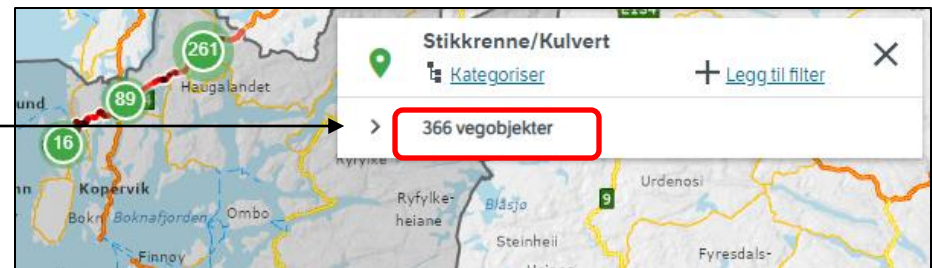 Stikkrenne/Kulvert
Kategoriser
Legg til filter
366 vegobjekter
261
Haugalandet
und
89
16
Kopervik
Bokn
Boknafjorden
Ombo
Finnøy
Ryfylke-
heiane
Blåsjø
9
Urdenosi
Steinheii
Fyresdals-